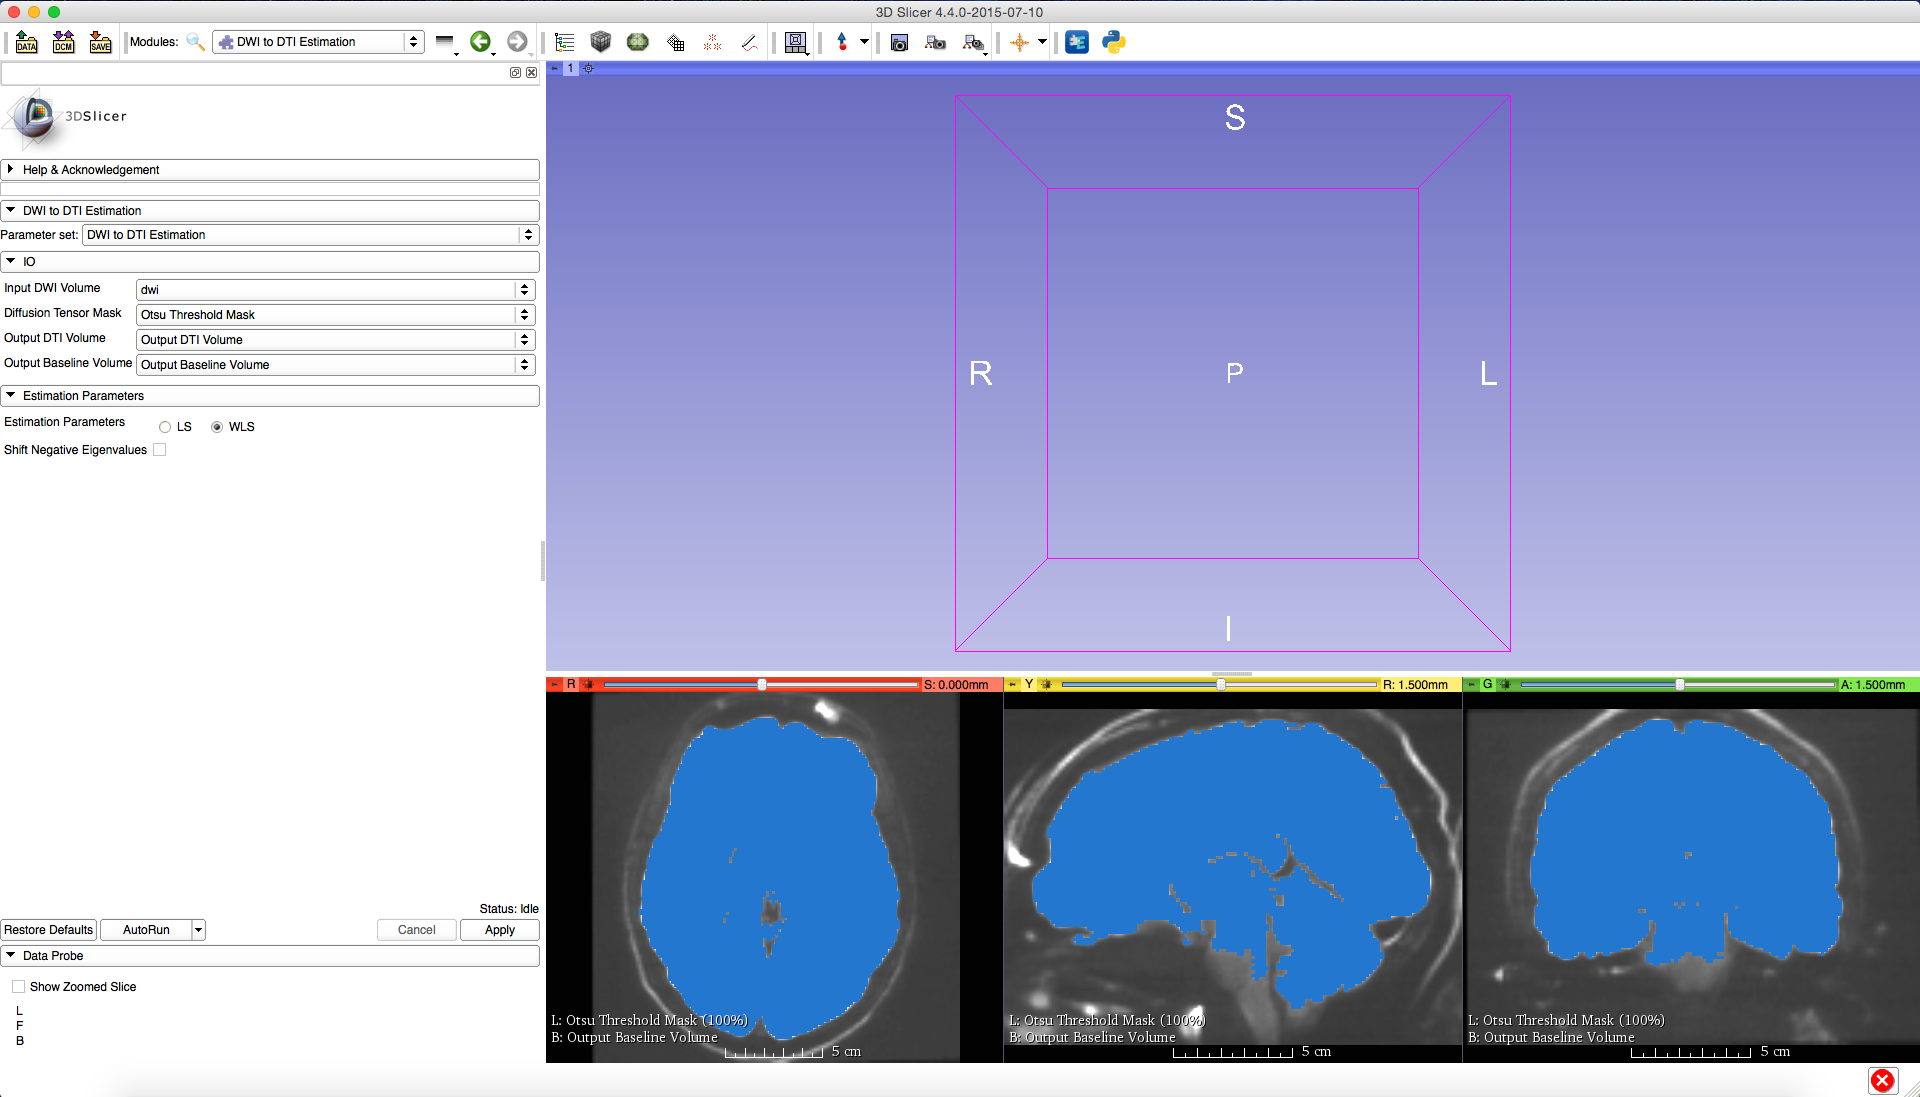 3D Slicer 4.4.0-2015-07-10
DATA
DCM
SAVE
Modules:
DWI to DTI Estimation
1
3DSlicer
Help & Acknowledgement
DWI to DTI Estimation
Parameter set: DWI to DTI Estimation
IO
Input DWI Volume dwi
Diffusion Tensor Mask Otsu Threshold Mask
Output DTI Volume Output DTI Volume
Output Baseline Volume Output Baseline Volume
Estimation Parameters
Estimation Parameters LS WLS
Shift Negative Eigenvalues
Status: Idle
Restore Defaults AutoRun Cancel Apply
Data Probe
Show Zoomed Slice
L
F
B
S
R P L
I
R S: 0.000mm
L: Otsu Threshold Mask (100%)
B: Output Baseline Volume
5 cm
Y R: 1.500mm
L: Otsu Threshold Mask (100%)
B: Output Baseline Volume
5 cm
G A: 1.500mm
L: Otsu Threshold Mask (100%)
B: Output Baseline Volume
5 cm